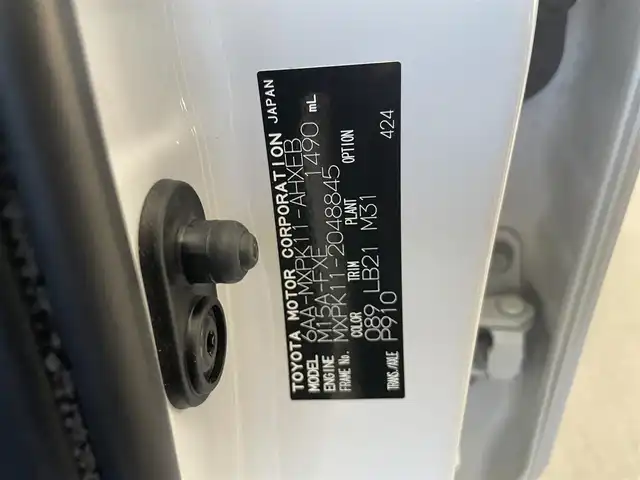 TOYOTA MOTOR CORPORATION JAPAN
MODEL 6AA-MXPK11-AHXEB
ENGINE M15A-FXE 1490 mL
FRAME No. MXPK11-2048845
COLOR TRIM PLANT OPTION
089 LB21 M31 424
TRANS./AXLE P910